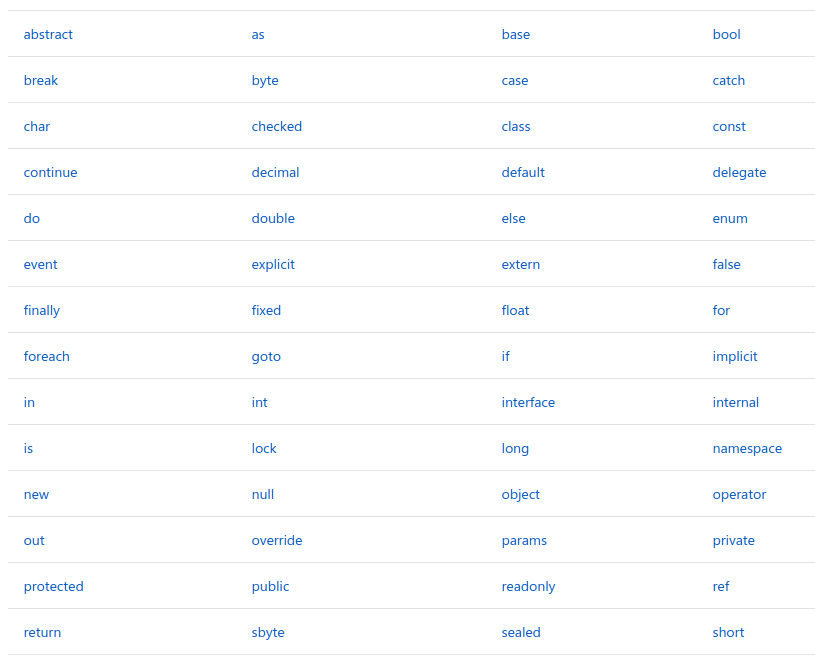 abstract as base bool
break byte case catch
char checked class const
continue decimal default delegate
do double else enum
event explicit extern false
finally fixed float for
foreach goto if implicit
in int interface internal
is lock long namespace
new null object operator
out override params private
protected public readonly ref
return sbyte sealed short